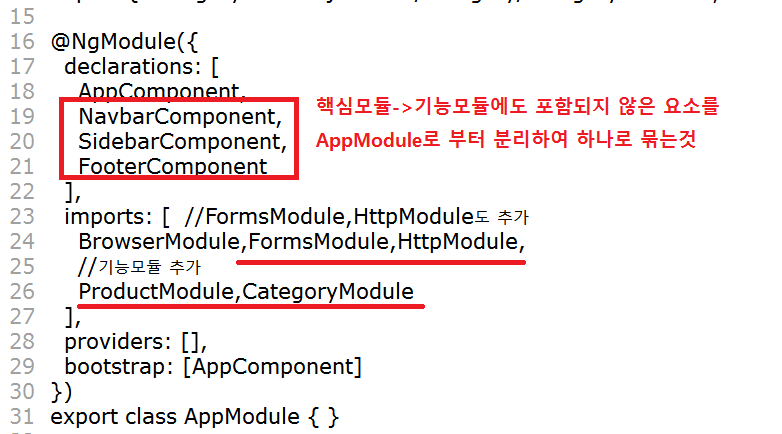 15
16 @NgModule({
17 declarations: [
18 AppComponent,
19 NavbarComponent, 핵심모듈->기능모듈에도 포함되지 않은 요소를
20 SidebarComponent, AppModule로 부터 분리하여 하나로 묶는것
21 FooterComponent
22 ],
23 imports: [ //FormsModule,HttpModule도 추가
24 BrowserModule,FormsModule,HttpModule,
25 //기능모듈 추가
26 ProductModule,CategoryModule
27 ],
28 providers: [],
29 bootstrap: [AppComponent]
30 })
31 export class AppModule { }